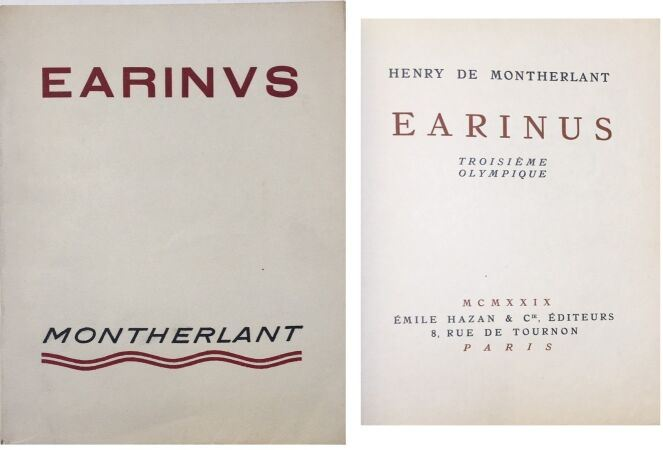 EARINVS
MONTHERLANT
HENRY DE MONTHERLANT
EARINUS
TROISIÈME
OLYMPIQUE
MCMXXIX
ÉMILE HAZAN & Cie, ÉDITEURS
8, RUE DE TOURNON
PARIS